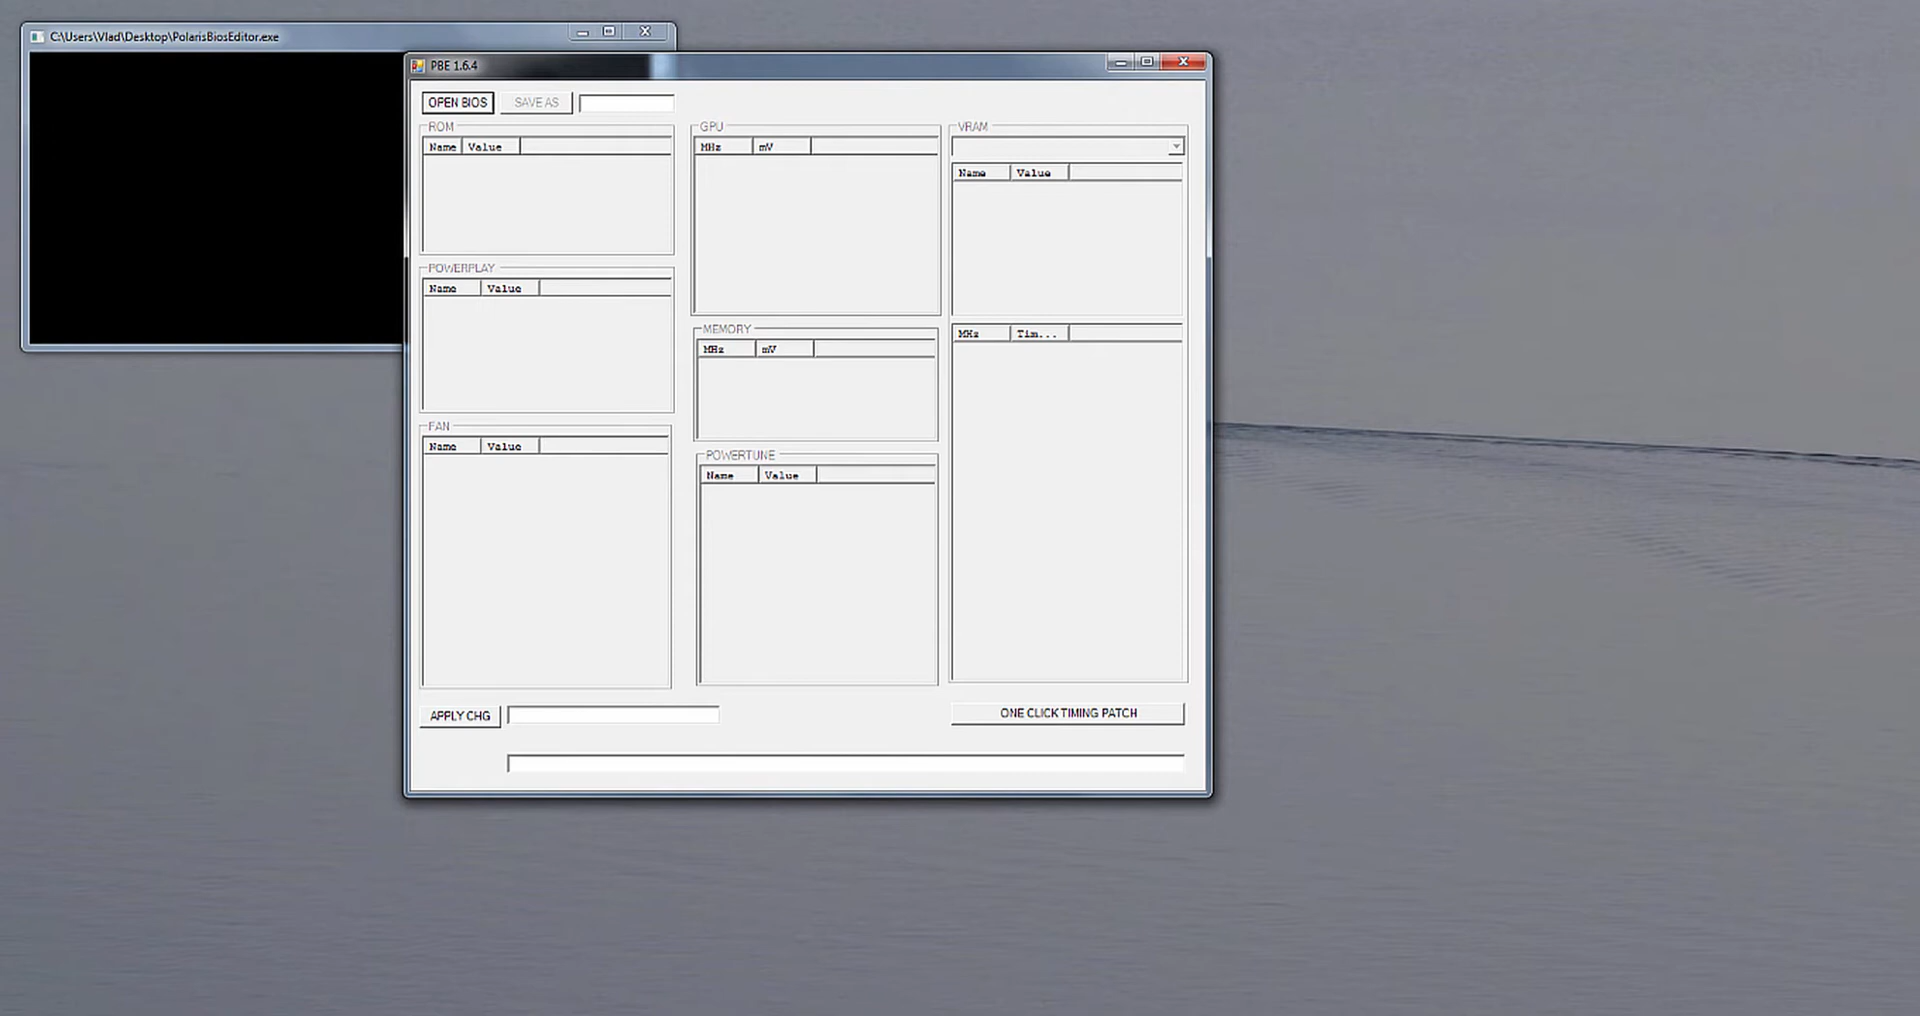 C:\Users\Vlad\Desktop\PolarisBiosEditor.exe
PBE 1.6.4
OPEN BIOS
SAVE AS
ROM
Name Value
POWERPLAY
Name Value
FAN
Name Value
GPU
MHz mV
MEMORY
MHz mV
POWERTUNE
Name Value
VRAM
Name Value
MHz Tim...
APPLY CHG
ONE CLICK TIMING PATCH